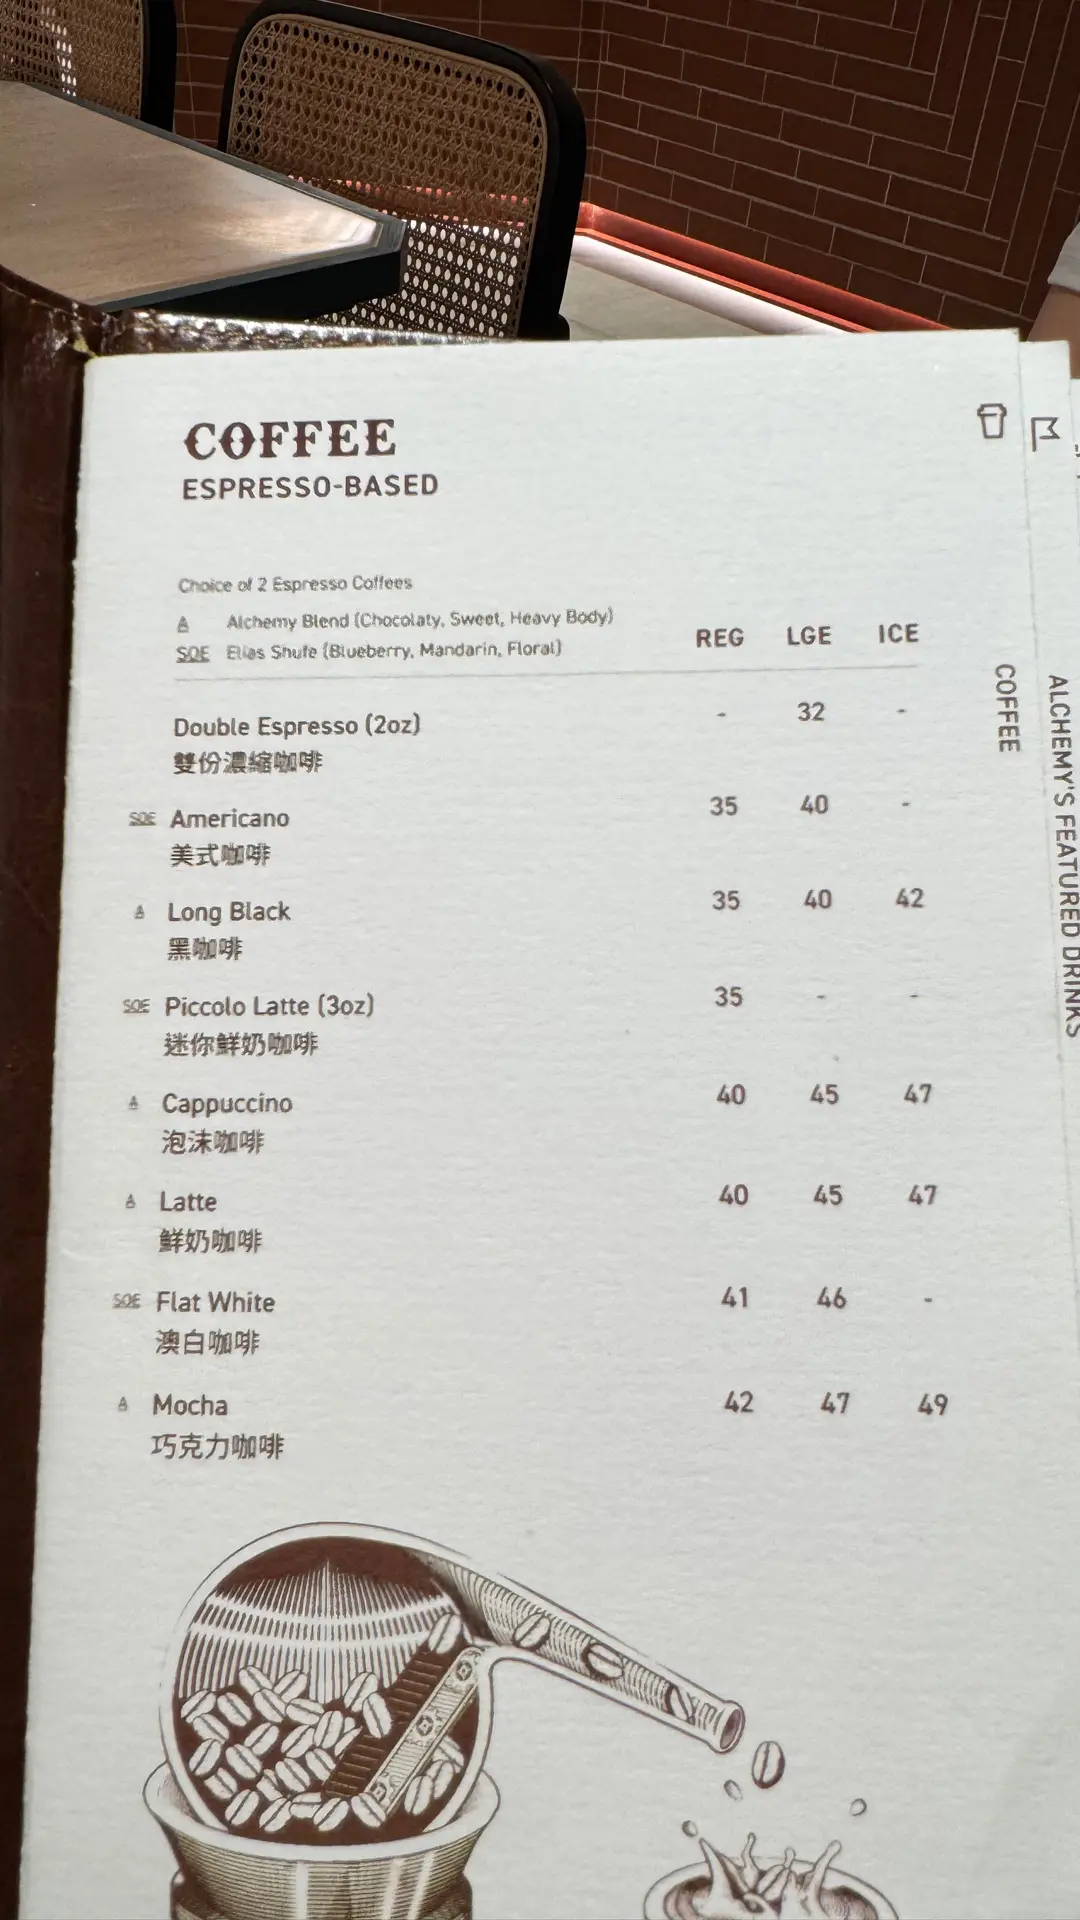 COFFEE
ESPRESSO-BASED
Choice of 2 Espresso Coffees
A Alchemy Blend (Chocolaty, Sweet, Heavy Body)
SOE Elias Shufe (Blueberry, Mandarin, Floral)
REG LGE ICE
Double Espresso (2oz) - 32 -
雙份濃縮咖啡
SOE Americano 35 40 -
美式咖啡
A Long Black 35 40 42
黑咖啡
SOE Piccolo Latte (3oz) 35 - -
迷你鮮奶咖啡
A Cappuccino 40 45 47
泡沫咖啡
A Latte 40 45 47
鮮奶咖啡
SOE Flat White 41 46 -
澳白咖啡
A Mocha 42 47 49
巧克力咖啡
COFFEE
ALCHEMY'S FEATURED DRINKS